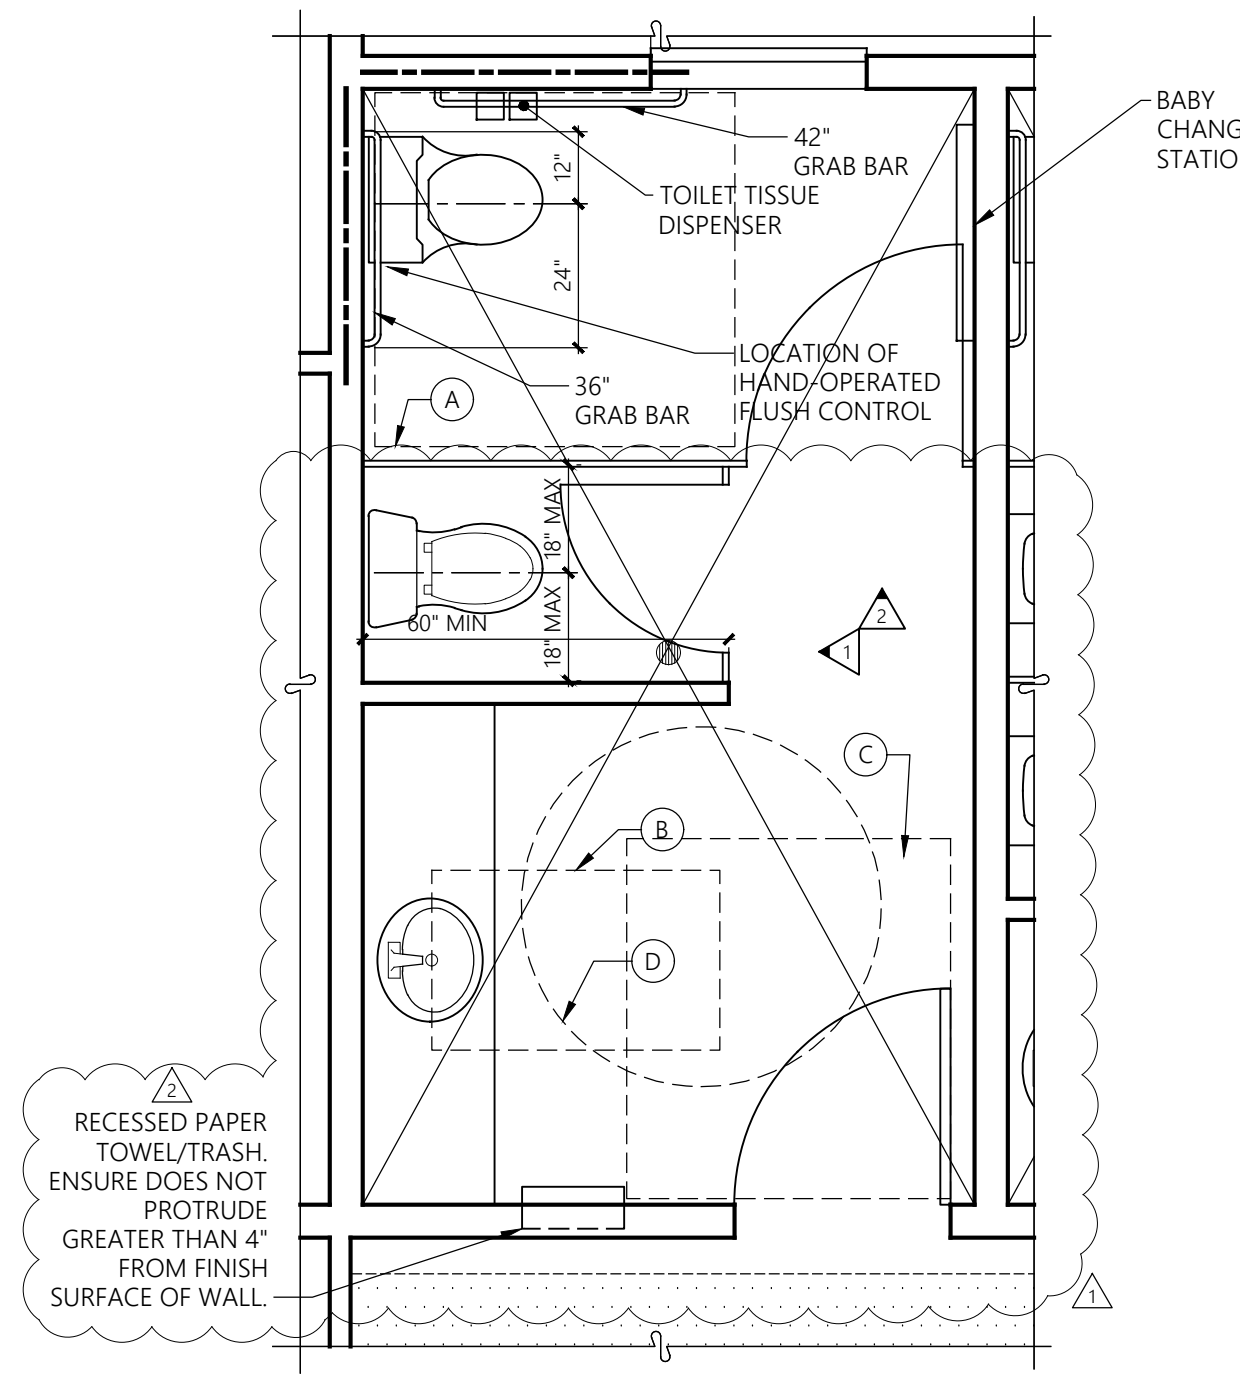 BABY
CHANG
STATIO
42"
GRAB BAR
12"
TOILET TISSUE
DISPENSER
24"
LOCATION OF
HAND-OPERATED
FLUSH CONTROL
36"
GRAB BAR
A
18" MAX
60" MIN
18" MAX
2
1
C
B
D
2
RECESSED PAPER
TOWEL/TRASH.
ENSURE DOES NOT
PROTRUDE
GREATER THAN 4"
FROM FINISH
SURFACE OF WALL.
1